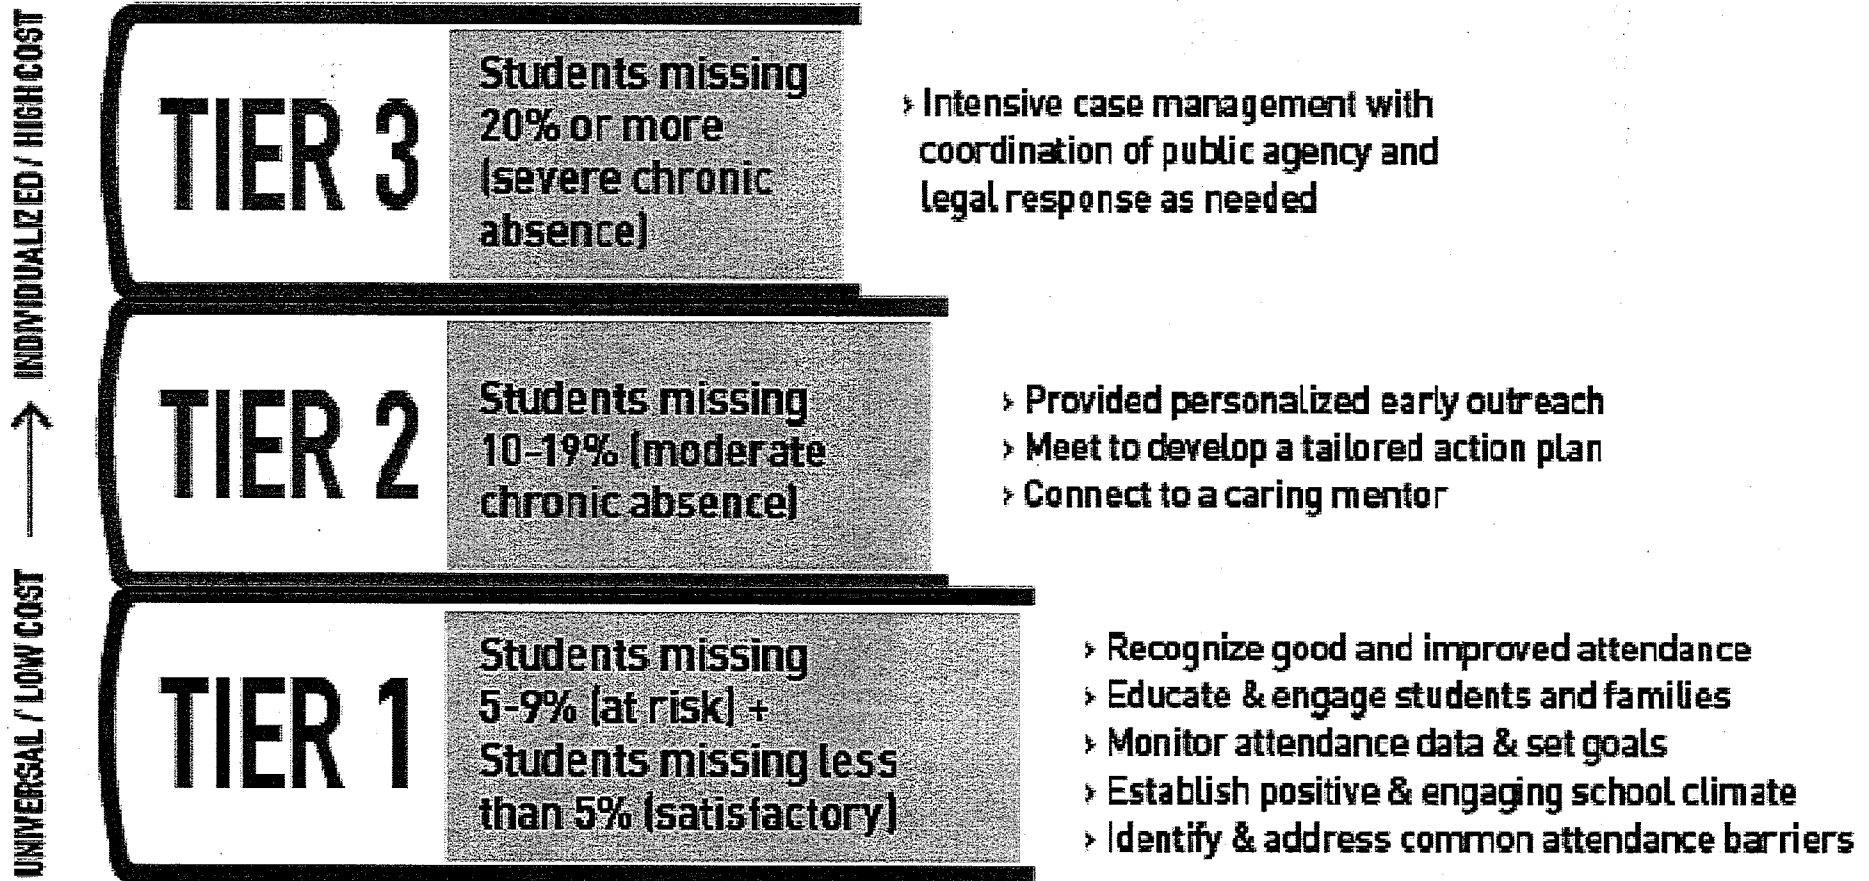 INDIVIDUALIZED / HIGH COST
UNIVERSAL / LOW COST
TIER 3
Students missing
20% or more
(severe chronic
absence)
› Intensive case management with
coordination of public agency and
legal response as needed
TIER 2
Students missing
10–19% (moderate
chronic absence)
› Provided personalized early outreach
› Meet to develop a tailored action plan
› Connect to a caring mentor
TIER 1
Students missing
5-9% (at risk) +
Students missing less
than 5% (satisfactory)
› Recognize good and improved attendance
› Educate & engage students and families
› Monitor attendance data & set goals
› Establish positive & engaging school climate
› Identify & address common attendance barriers